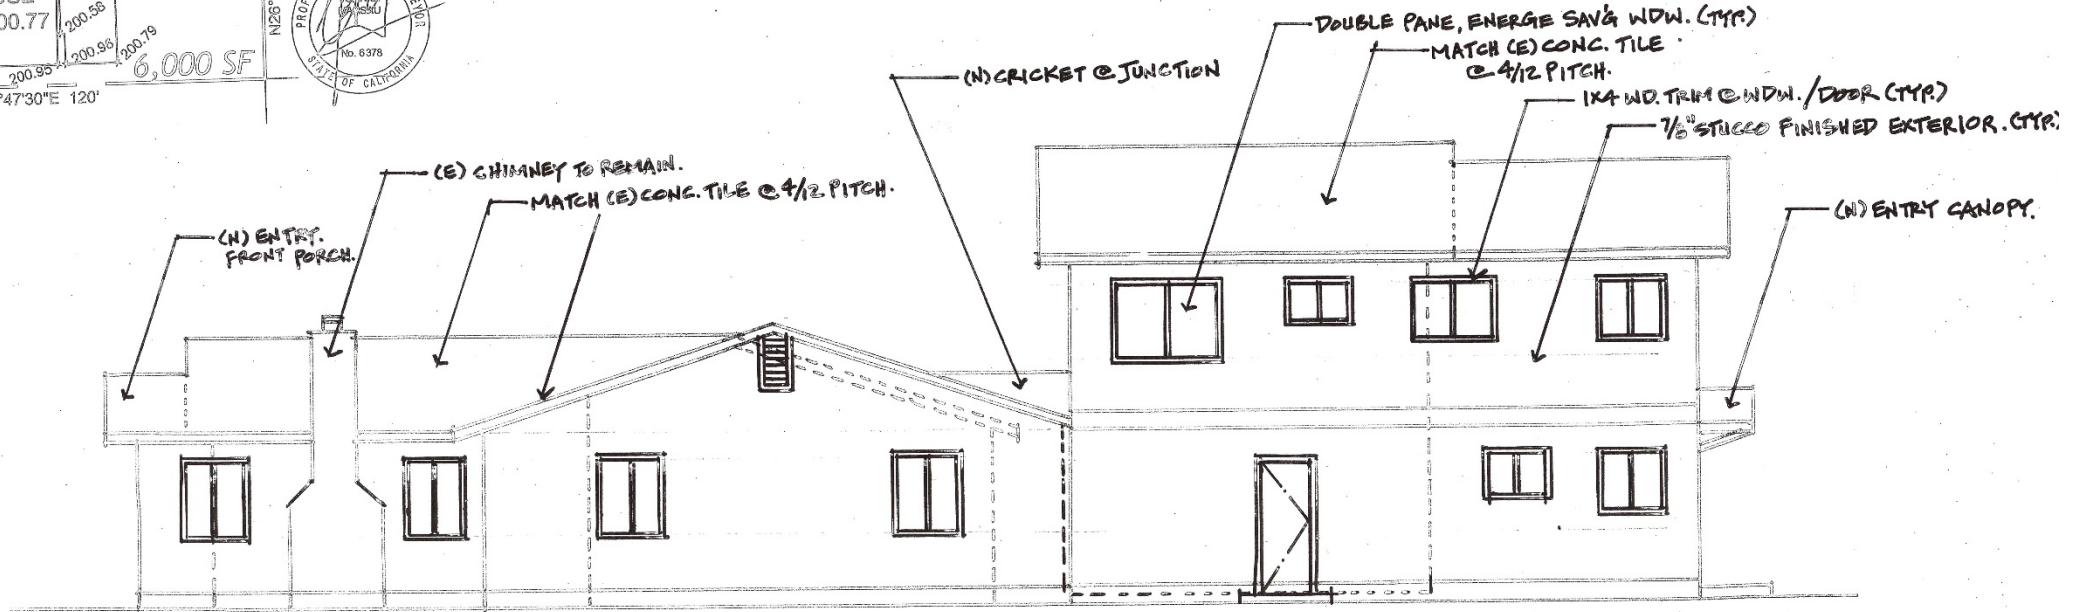 00.77
200.58
200.96
200.79
200.95
6,000 SF
°47'30"E 120'
N26°
No. 6378
STATE OF CALIFORNIA
DOUBLE PANE, ENERGE SAV'G WDW. (TYP.)
MATCH (E) CONC. TILE
@ 4/12 PITCH.
(N) CRICKET @ JUNCTION
1X4 WD. TRIM @ WDW. / DOOR (TYP.)
7/8" STUCCO FINISHED EXTERIOR. (TYP.)
(E) CHIMNEY TO REMAIN.
MATCH (E) CONC. TILE @ 4/12 PITCH.
(N) ENTRY CANOPY.
(N) ENTRY.
FRONT PORCH.